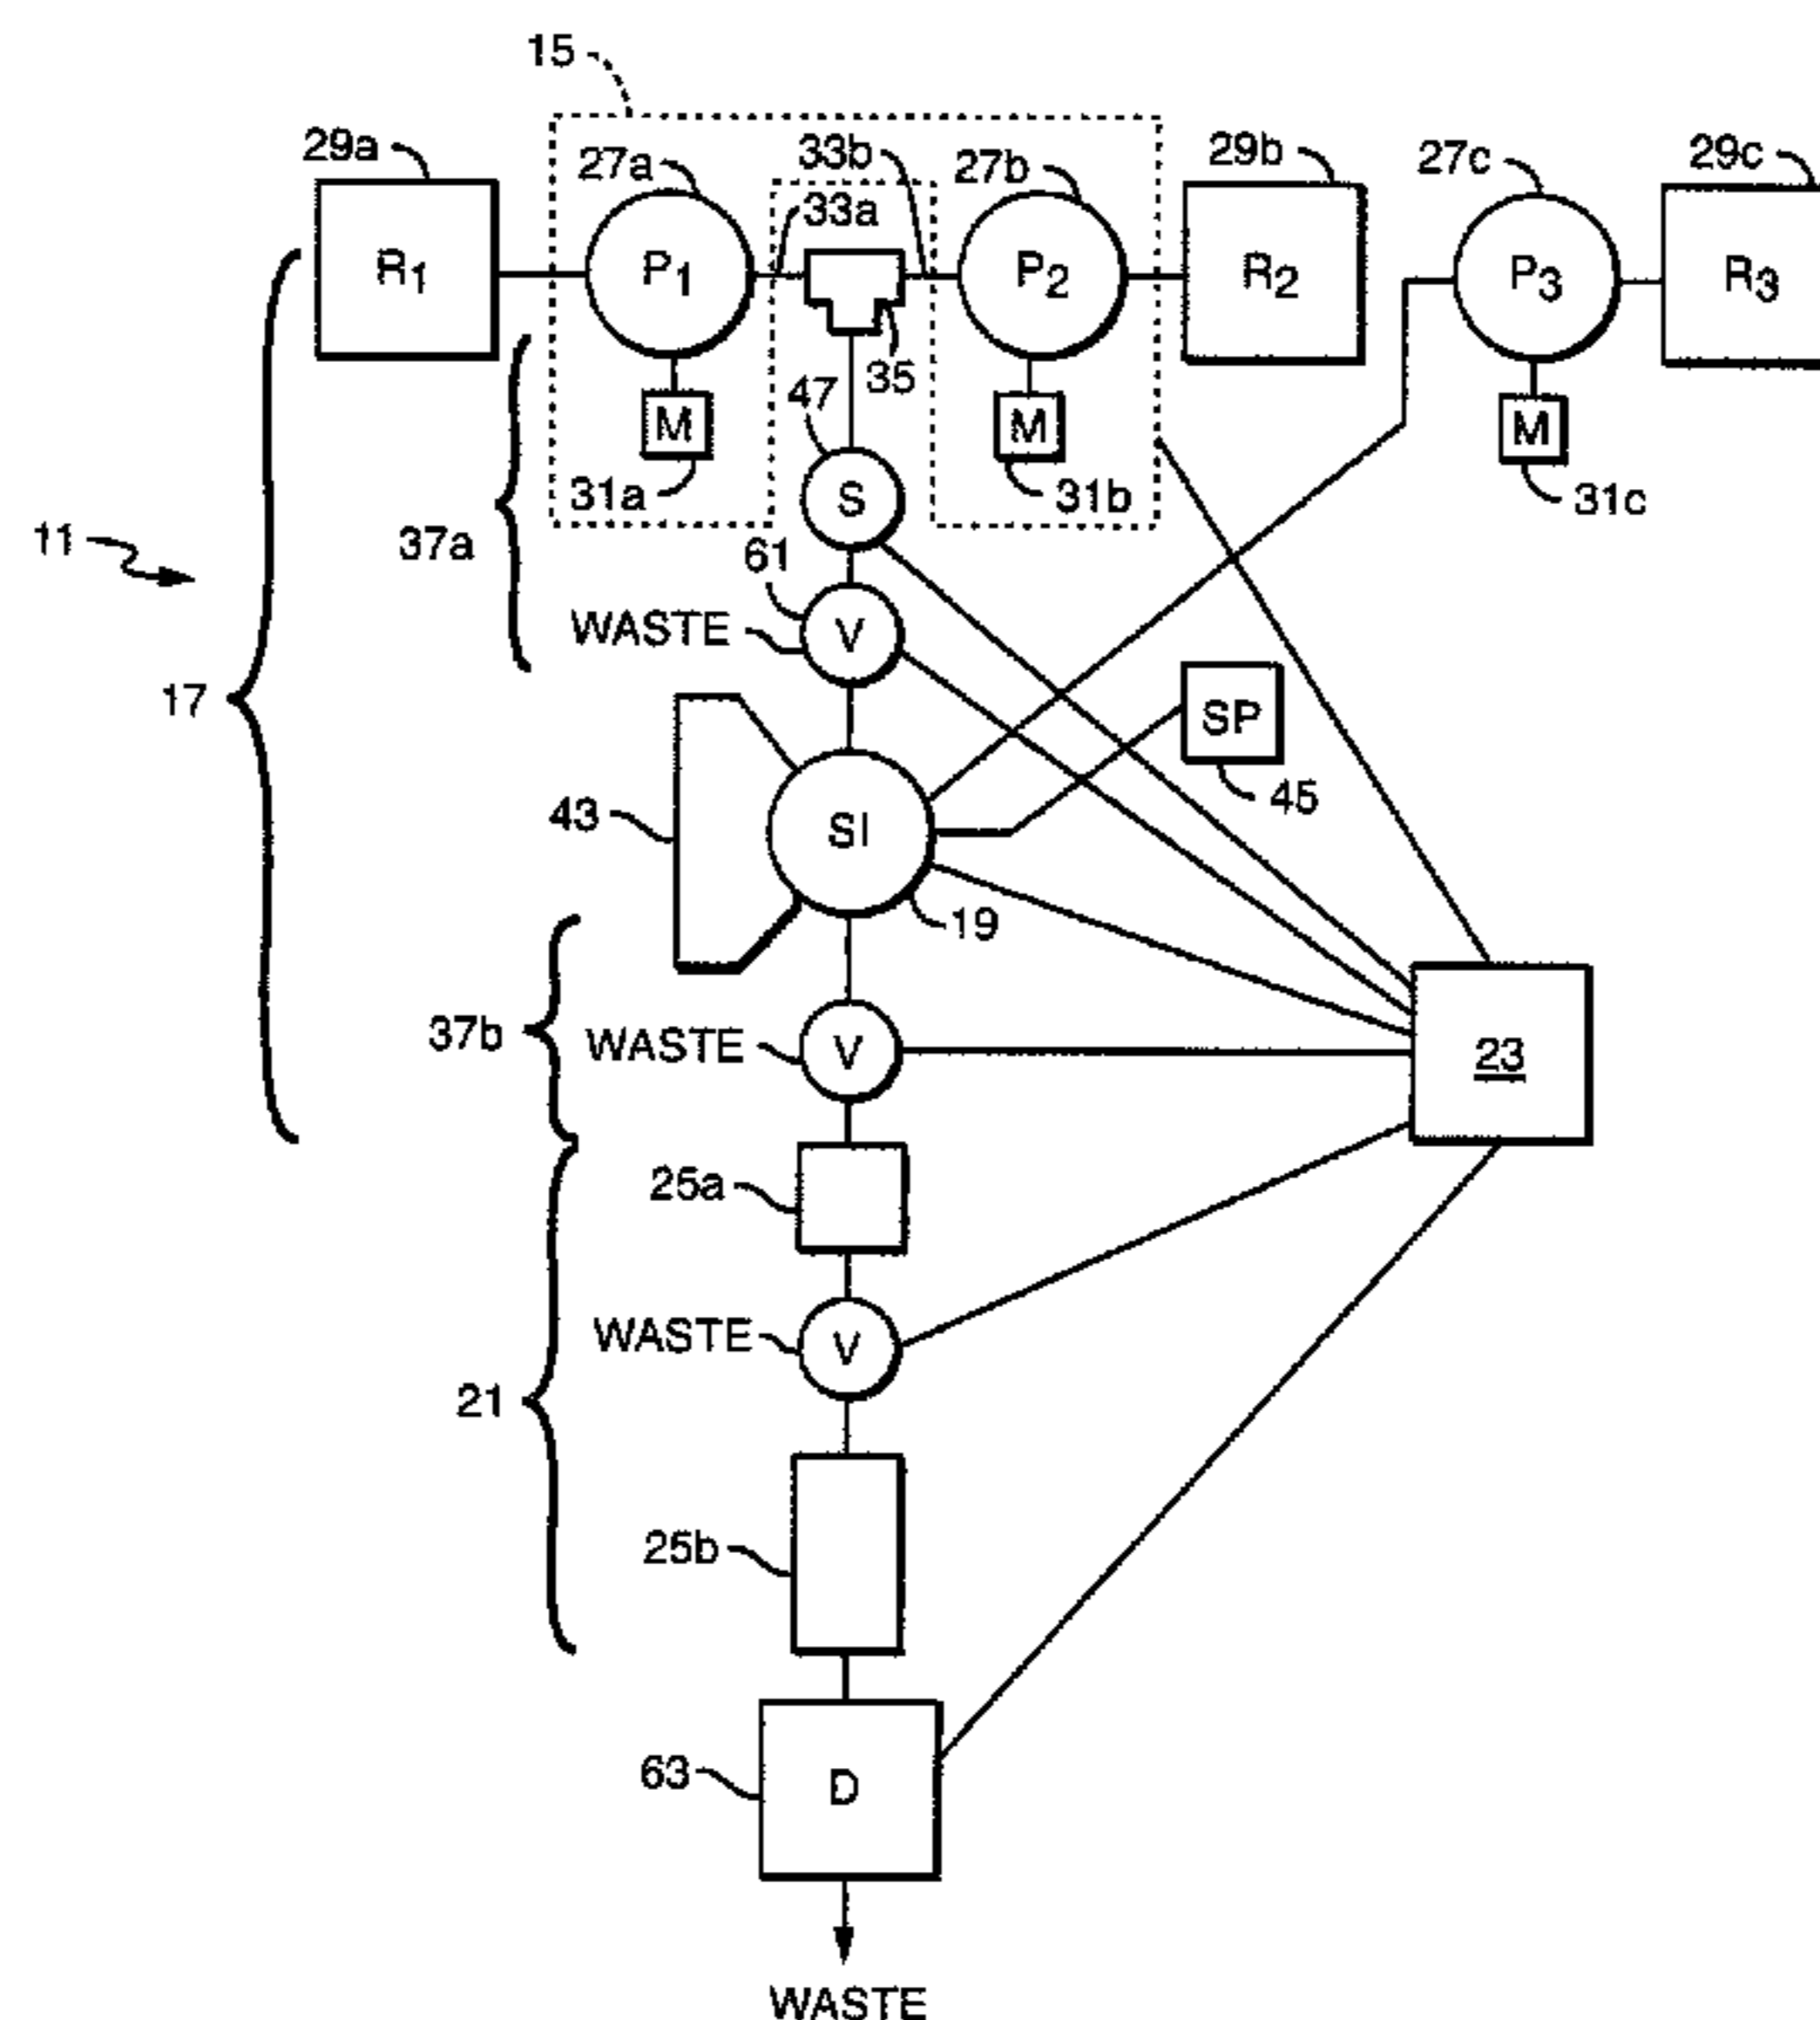 15
29a
27a
33b
27b
29b
27c
29c
33a
R1
P1
P2
R2
P3
R3
35
47
M
M
M
31a
S
31b
31c
11
37a
61
WASTE
V
17
SP
43
SI
45
19
37b
WASTE
V
23
25a
WASTE
V
21
25b
63
D
WASTE